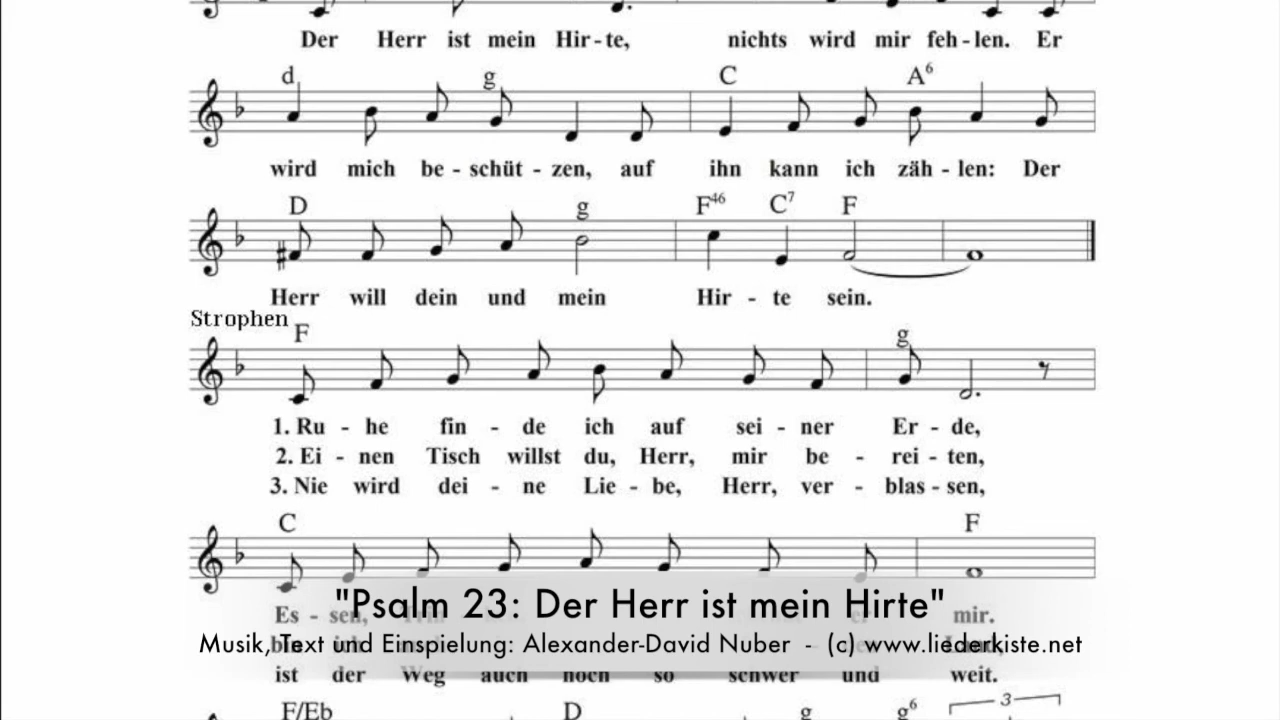 Der Herr ist mein Hir-te, nichts wird mir feh-len. Er
d g C A6
wird mich be - schüt - zen, auf ihn kann ich zäh - len: Der
D g F46 C7 F
Herr will dein und mein Hir - te sein.
Strophen
F g
1. Ru - he fin - de ich auf sei - ner Er - de,
2. Ei - nen Tisch willst du, Herr, mir be - rei - ten,
3. Nie wird dei - ne Lie - be, Herr, ver - blas - sen,
C F
Es - sen, mir.
"Psalm 23: Der Herr ist mein Hirte"
Musik, Text und Einspielung: Alexander-David Nuber - (c) www.liederkiste.net
ist der Weg auch noch so schwer und weit.
F/Eb D g g6 3